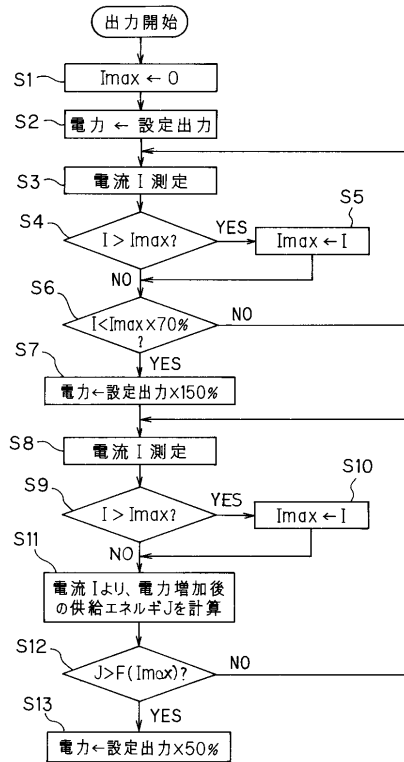 出力開始
S1
Imax ← 0
S2
電力 ← 設定出力
S3
電流 I 測定
S4
I > Imax?
YES
S5
Imax ← I
NO
S6
I<Imax×70%
?
NO
YES
S7
電力←設定出力×150%
S8
電流 I 測定
S9
I > Imax?
YES
S10
Imax ← I
NO
S11
電流 I より、電力増加後
の供給エネルギJを計算
S12
J>F(Imax)?
NO
YES
S13
電力←設定出力×50%